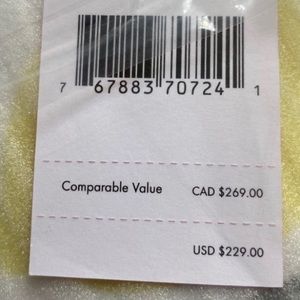 7 67883 70724 1
Comparable Value CAD $269.00
USD $229.00